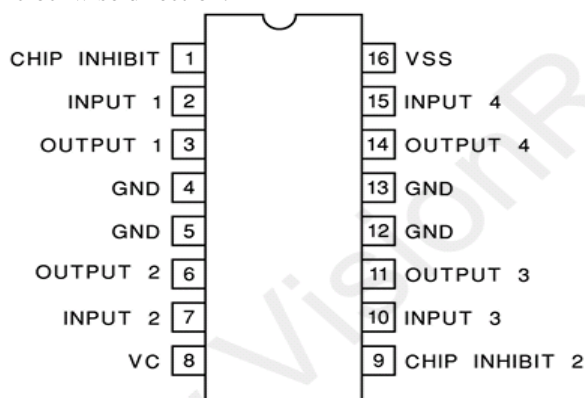 CHIP INHIBIT 1 16 VSS
INPUT 1 2 15 INPUT 4
OUTPUT 1 3 14 OUTPUT 4
GND 4 13 GND
GND 5 12 GND
OUTPUT 2 6 11 OUTPUT 3
INPUT 2 7 10 INPUT 3
VC 8 9 CHIP INHIBIT 2